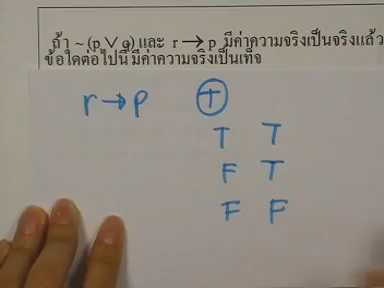 ถ้า ~ (p ∨ q) และ r → p มีค่าความจริงเป็นจริงแล้ว
ข้อใดต่อไปนี้ มีค่าความจริงเป็นเท็จ
r → p T
T T
F T
F F